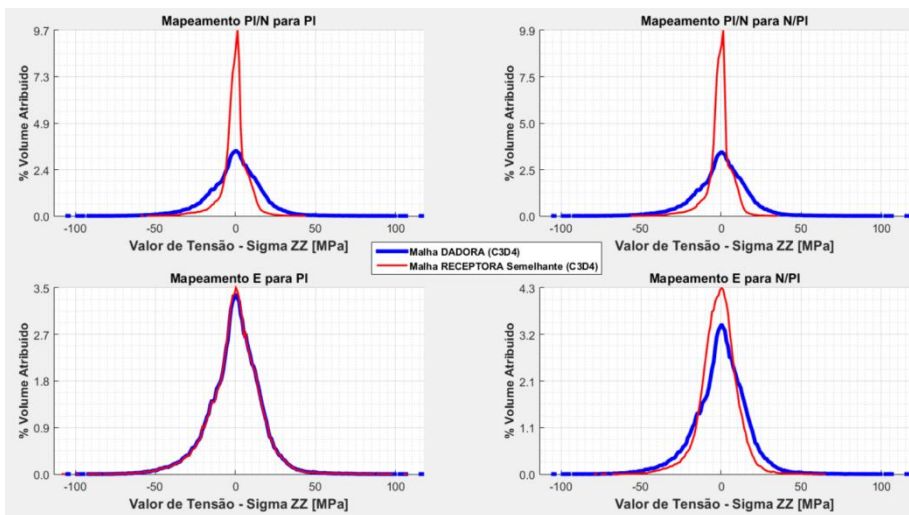 Mapeamento PI/N para PI
9.7
7.3
4.9
2.4
0.0
% Volume Atribuido
-100 -50 0 50 100
Valor de Tensão - Sigma ZZ [MPa]
Mapeamento PI/N para N/PI
9.9
7.4
5.0
2.5
0.0
% Volume Atribuido
-100 -50 0 50 100
Valor de Tensão - Sigma ZZ [MPa]
Malha DADORA (C3D4)
Malha RECEPTORA Semelhante (C3D4)
Mapeamento E para PI
3.5
2.7
1.8
0.9
0.0
% Volume Atribuido
-100 -50 0 50 100
Valor de Tensão - Sigma ZZ [MPa]
Mapeamento E para N/PI
4.3
3.2
2.1
1.1
0.0
% Volume Atribuido
-100 -50 0 50 100
Valor de Tensão - Sigma ZZ [MPa]